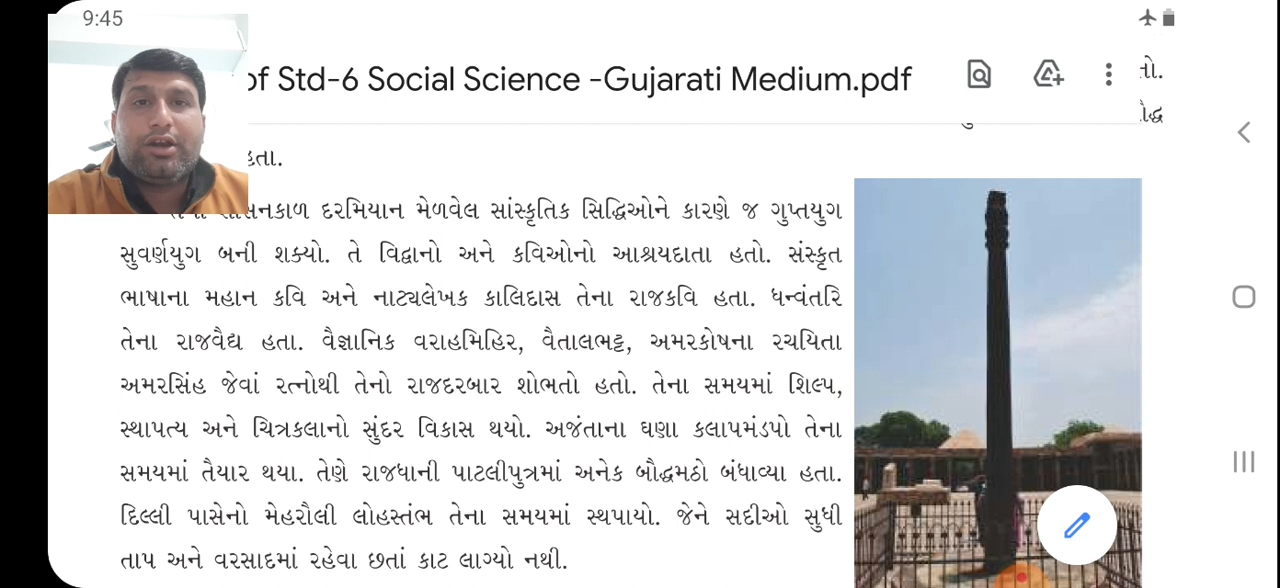 9:45
of Std-6 Social Science -Gujarati Medium.pdf
તો.
હતા.
દરમિયાન મેળવેલ સાંસ્કૃતિક સિદ્ધિઓને કારણે જ ગુપ્તયુગ
સુવર્ણયુગ બની શક્યો. તે વિદ્વાનો અને કવિઓનો આશ્રયદાતા હતો. સંસ્કૃત
ભાષાના મહાન કવિ અને નાટ્યલેખક કાલિદાસ તેના રાજકવિ હતા. ધન્વંતરિ
તેના રાજવૈદ્ય હતા. વૈજ્ઞાનિક વરાહમિહિર, વૈતાલભટ્ટ, અમરકોષના રચયિતા
અમરસિંહ જેવાં રત્નોથી તેનો રાજદરબાર શોભતો હતો. તેના સમયમાં શિલ્પ,
સ્થાપત્ય અને ચિત્રકલાનો સુંદર વિકાસ થયો. અજંતાના ઘણા કલાપમંડપો તેના
સમયમાં તૈયાર થયા. તેણે રાજધાની પાટલીપુત્રમાં અનેક બૌદ્ધમઠો બંધાવ્યા હતા.
દિલ્લી પાસેનો મેહરૌલી લોહસ્તંભ તેના સમયમાં સ્થપાયો. જેને સદીઓ સુધી
તાપ અને વરસાદમાં રહેવા છતાં કાટ લાગ્યો નથી.